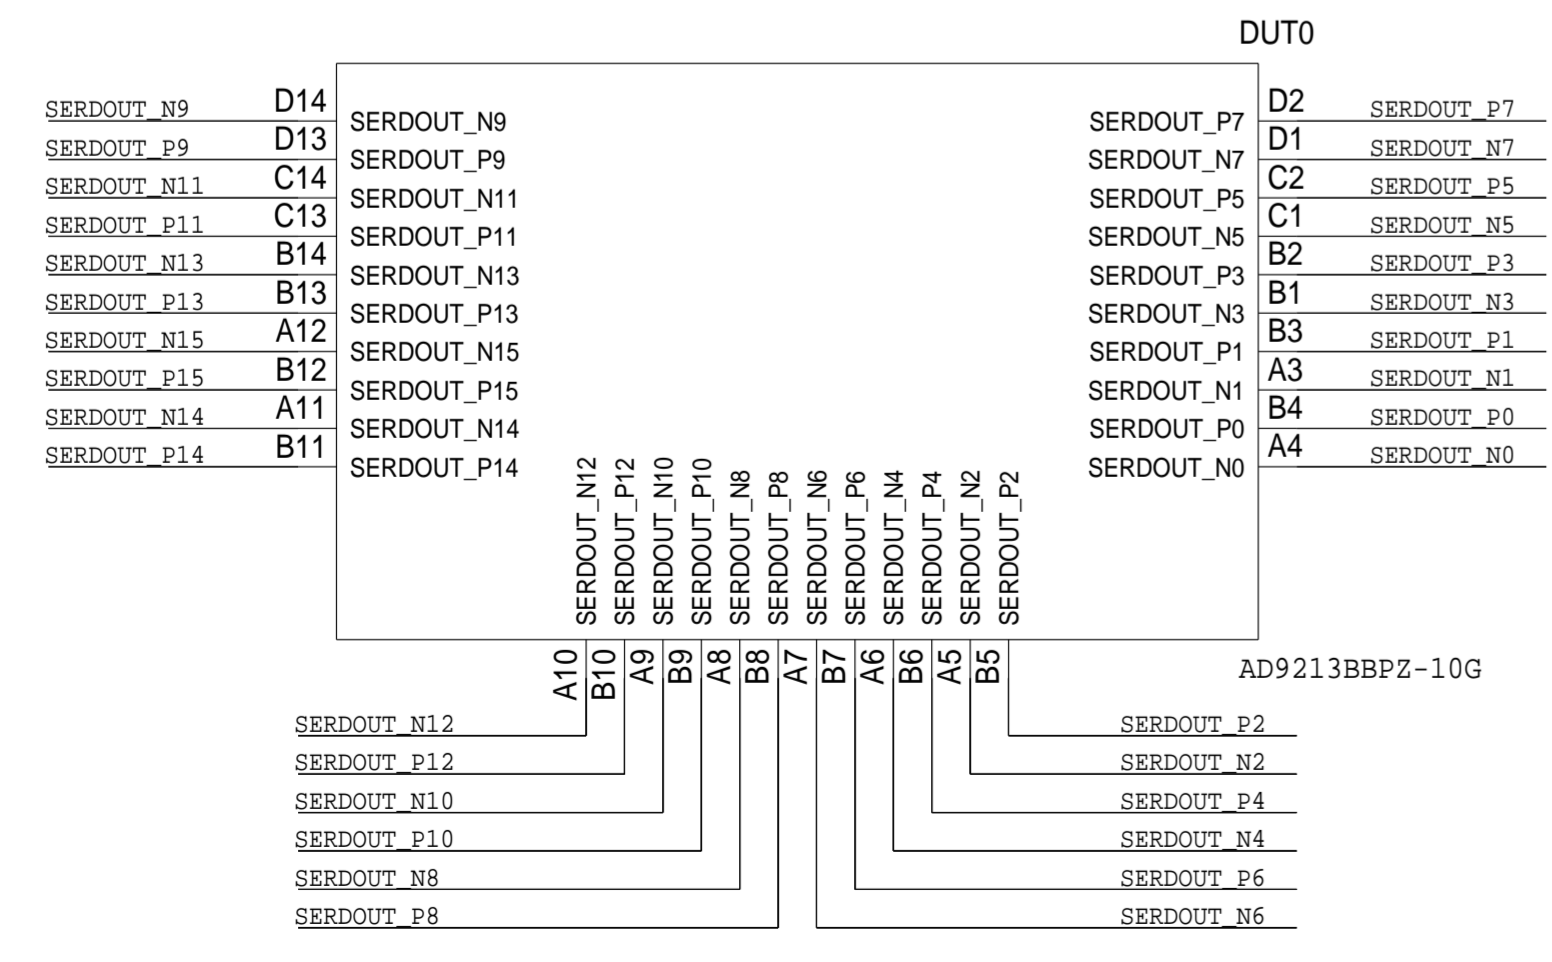 DUT0
SERDOUT_N9 D14 SERDOUT_N9 SERDOUT_P7 D2 SERDOUT_P7
SERDOUT_P9 D13 SERDOUT_P9 SERDOUT_N7 D1 SERDOUT_N7
SERDOUT_N11 C14 SERDOUT_N11 SERDOUT_P5 C2 SERDOUT_P5
SERDOUT_P11 C13 SERDOUT_P11 SERDOUT_N5 C1 SERDOUT_N5
SERDOUT_N13 B14 SERDOUT_N13 SERDOUT_P3 B2 SERDOUT_P3
SERDOUT_P13 B13 SERDOUT_P13 SERDOUT_N3 B1 SERDOUT_N3
SERDOUT_N15 A12 SERDOUT_N15 SERDOUT_P1 B3 SERDOUT_P1
SERDOUT_P15 B12 SERDOUT_P15 SERDOUT_N1 A3 SERDOUT_N1
SERDOUT_N14 A11 SERDOUT_N14 SERDOUT_P0 B4 SERDOUT_P0
SERDOUT_P14 B11 SERDOUT_P14 SERDOUT_N0 A4 SERDOUT_N0
SERDOUT_N12 SERDOUT_P12 SERDOUT_N10 SERDOUT_P10 SERDOUT_N8 SERDOUT_P8 SERDOUT_N6 SERDOUT_P6 SERDOUT_N4 SERDOUT_P4 SERDOUT_N2 SERDOUT_P2
A10 B10 A9 B9 A8 B8 A7 B7 A6 B6 A5 B5
AD9213BBPZ-10G
SERDOUT_N12 SERDOUT_P2
SERDOUT_P12 SERDOUT_N2
SERDOUT_N10 SERDOUT_P4
SERDOUT_P10 SERDOUT_N4
SERDOUT_N8 SERDOUT_P6
SERDOUT_P8 SERDOUT_N6